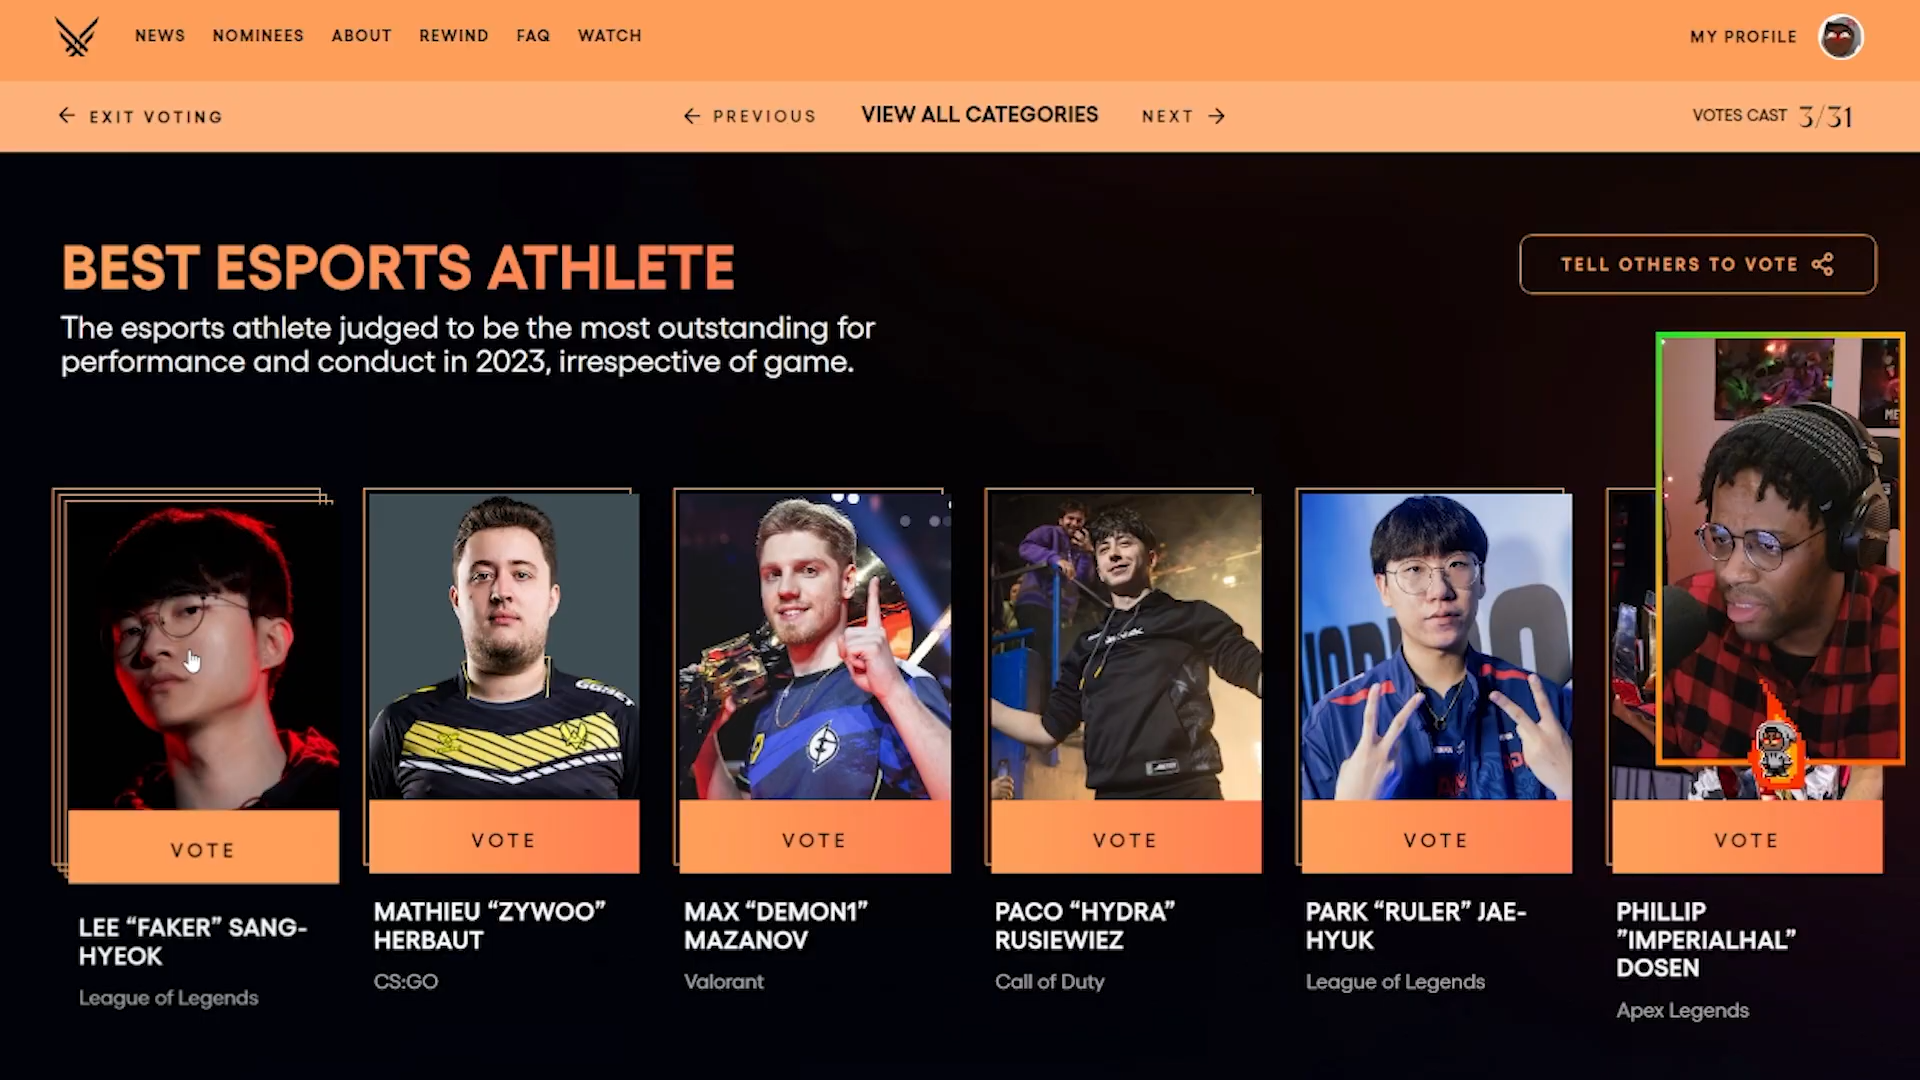 NEWS NOMINEES ABOUT REWIND FAQ WATCH
MY PROFILE
EXIT VOTING
PREVIOUS VIEW ALL CATEGORIES NEXT
VOTES CAST 3/31
BEST ESPORTS ATHLETE
The esports athlete judged to be the most outstanding for
performance and conduct in 2023, irrespective of game.
TELL OTHERS TO VOTE
VOTE
VOTE
VOTE
VOTE
VOTE
VOTE
LEE “FAKER” SANG-
HYEOK
League of Legends
MATHIEU “ZYWOO”
HERBAUT
CS:GO
MAX “DEMON1”
MAZANOV
Valorant
PACO “HYDRA”
RUSIEWIEZ
Call of Duty
PARK “RULER” JAE-
HYUK
League of Legends
PHILLIP
”IMPERIALHAL”
DOSEN
Apex Legends